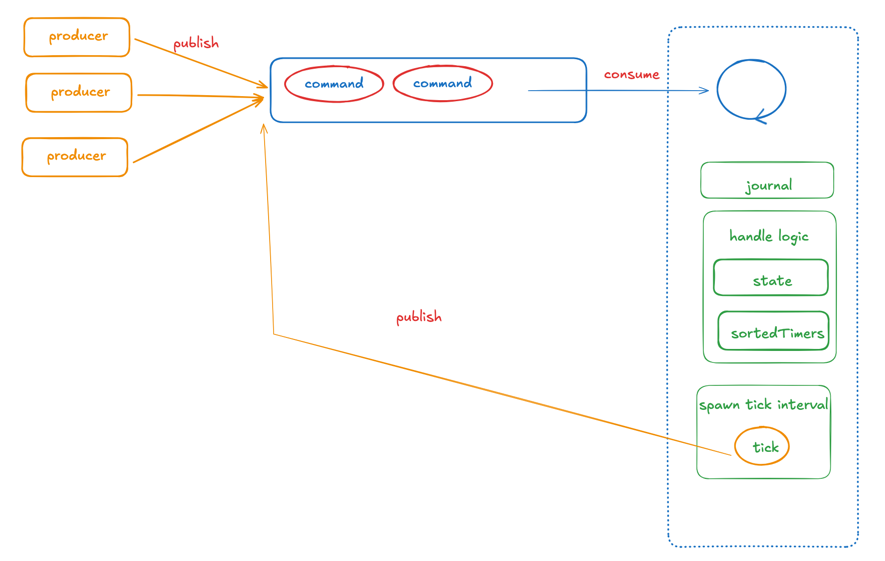 producer
publish
producer
producer
command
command
consume
journal
handle logic
state
sortedTimers
publish
spawn tick interval
tick